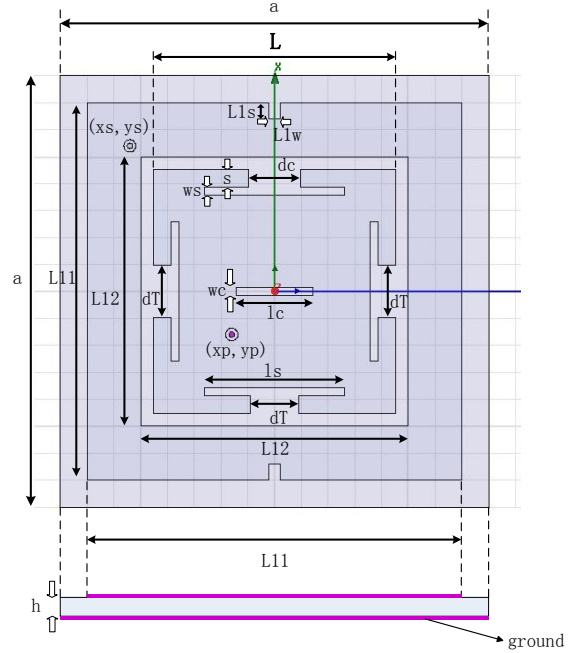 a
L
x
L1s
L1w
(xs, ys)
dc
s
ws
a
L11
L12
dT
wc
z
dT
lc
(xp, yp)
ls
dT
L12
L11
h
ground